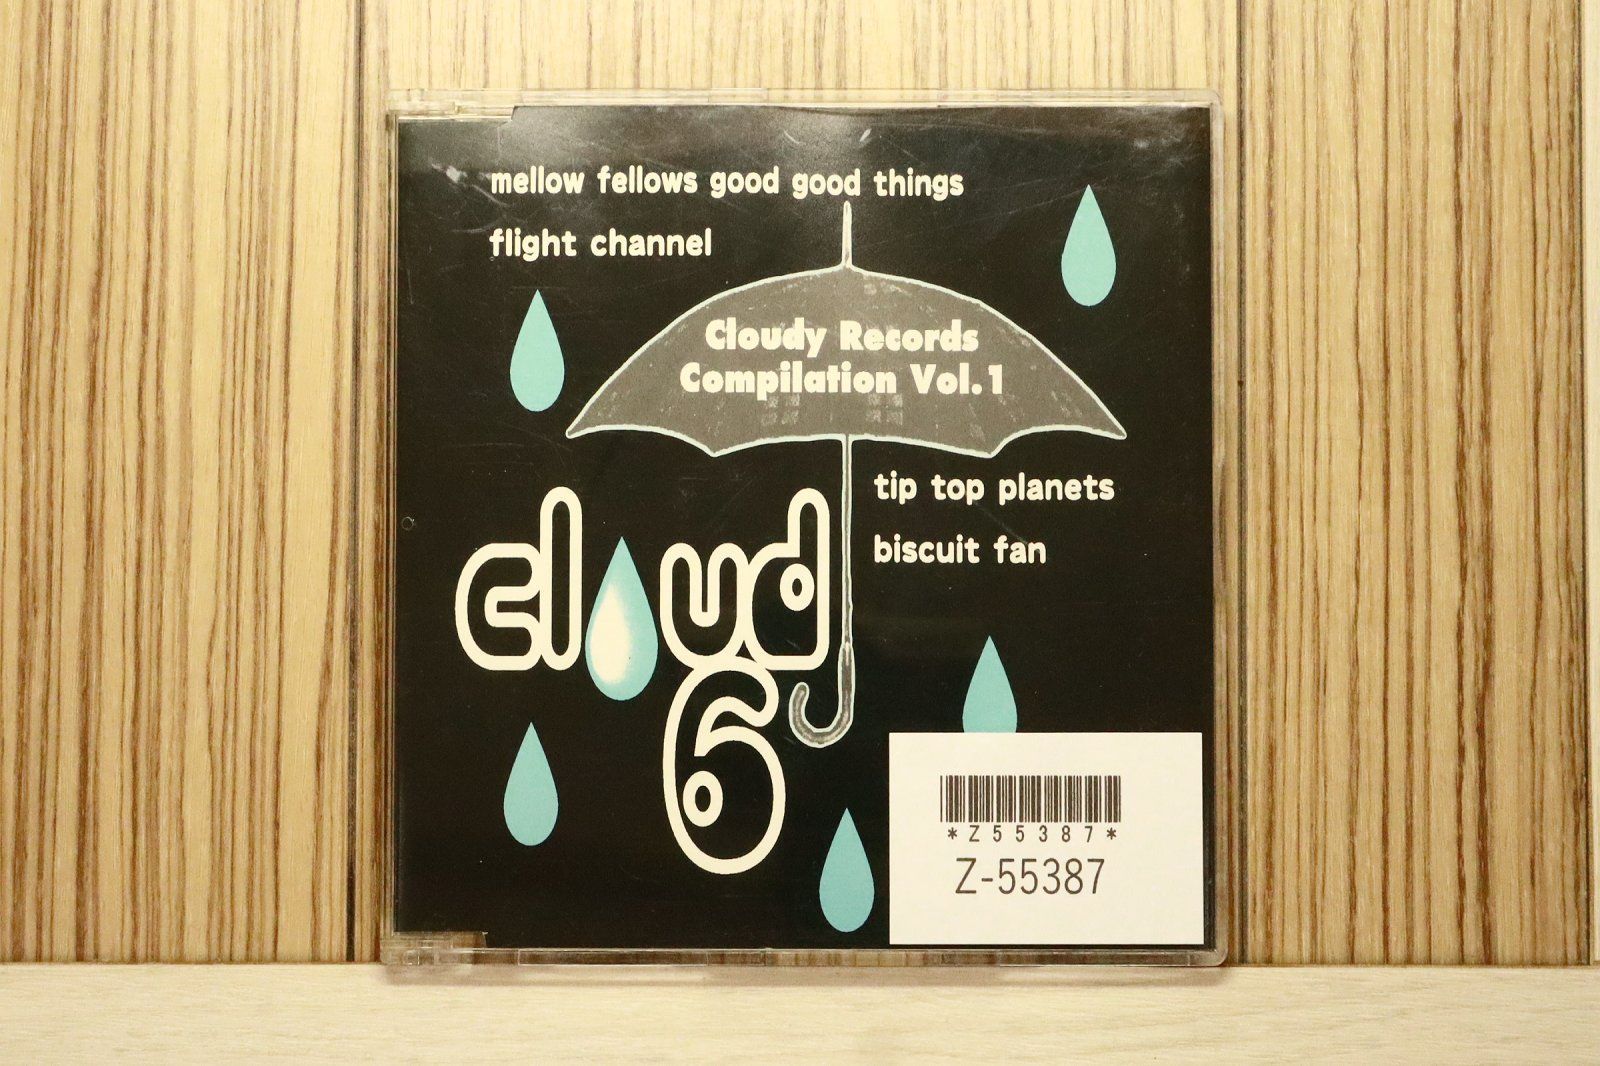 mellow fellows good good things
flight channel
Cloudy Records
Compilation Vol.1
tip top planets
biscuit fan
cloud
6
*Z55387*
Z-55387